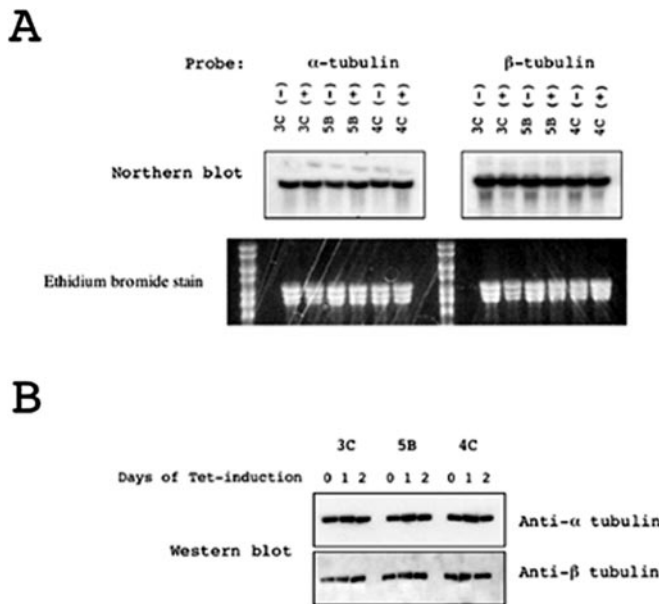 A
Probe: α-tubulin β-tubulin
3C (-) 3C (+) 5B (-) 5B (+) 4C (-) 4C (+) 3C (-) 3C (+) 5B (-) 5B (+) 4C (-) 4C (+)
Northern blot
Ethidium bromide stain
B
3C 5B 4C
Days of Tet-induction 0 1 2 0 1 2 0 1 2
Anti-α tubulin
Western blot
Anti-β tubulin